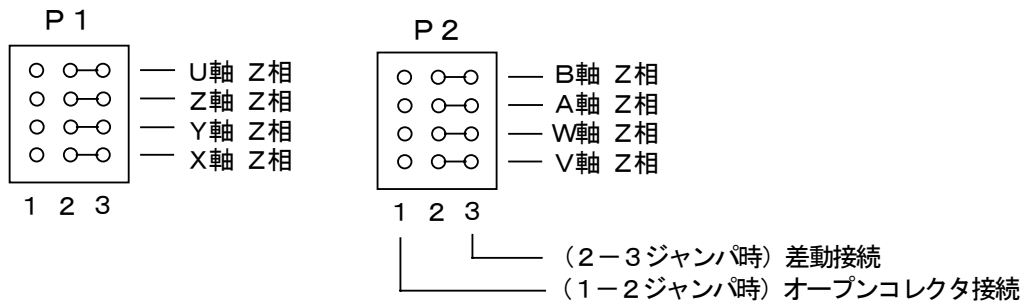 P1
U軸 Z相
Z軸 Z相
Y軸 Z相
X軸 Z相
1 2 3
P2
B軸 Z相
A軸 Z相
W軸 Z相
V軸 Z相
1 2 3
(2-3ジャンパ時) 差動接続
(1-2ジャンパ時) オープンコレクタ接続